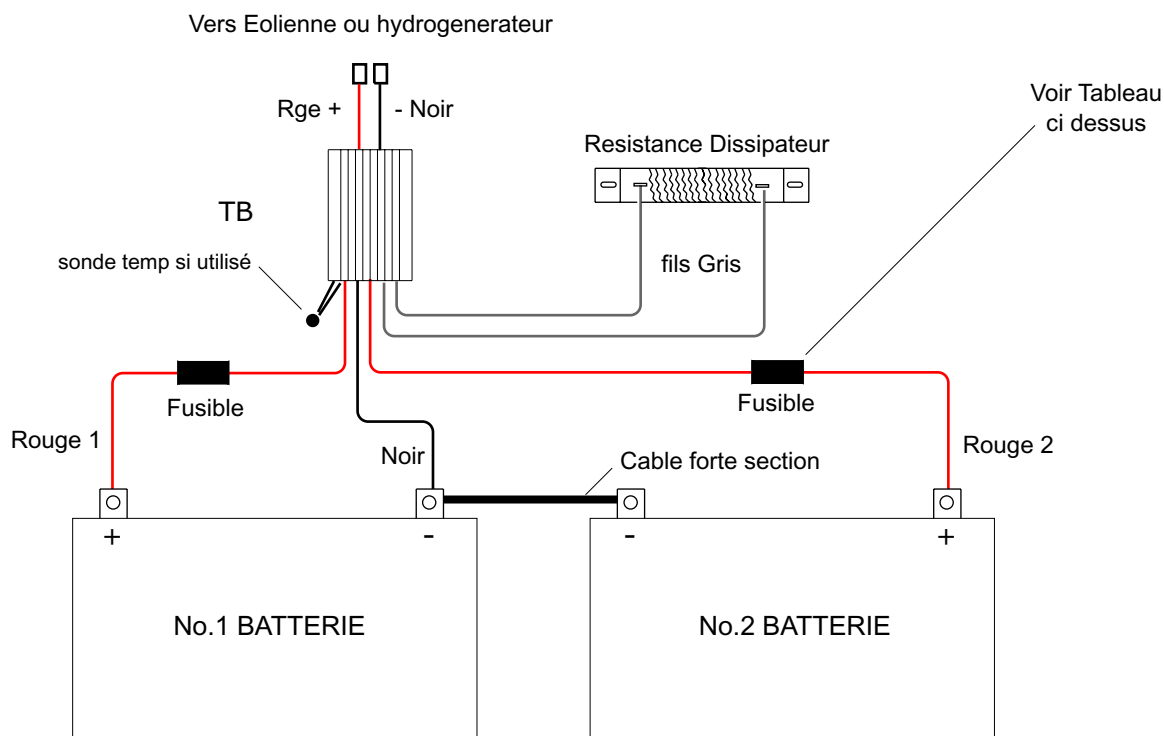 Vers Eolienne ou hydrogenerateur
Rge +
- Noir
Voir Tableau
ci dessus
Resistance Dissipateur
TB
sonde temp si utilisé
fils Gris
Fusible
Fusible
Rouge 1
Noir
Cable forte section
Rouge 2
+
-
-
+
No.1 BATTERIE
No.2 BATTERIE